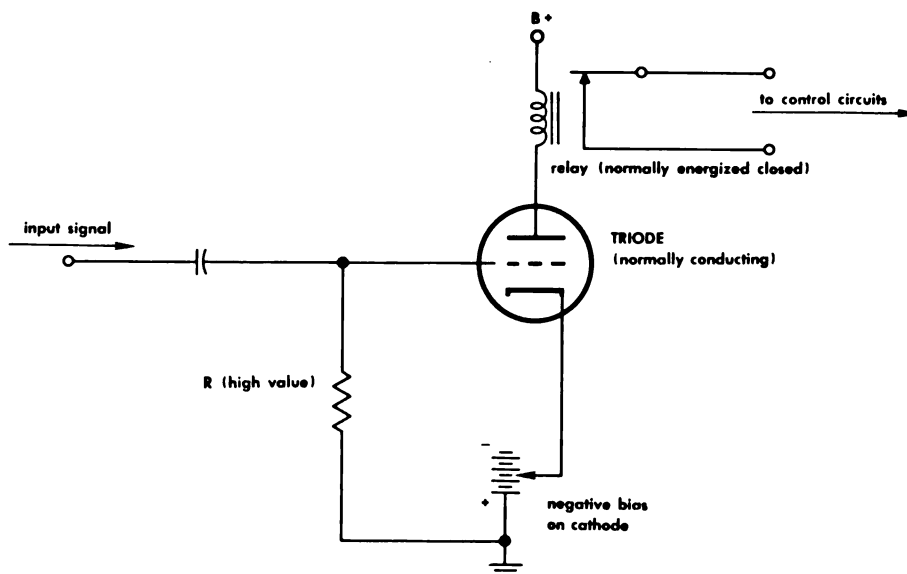 B +
to control circuits
relay (normally energized closed)
input signal
TRIODE
(normally conducting)
R (high value)
-
+
negative bias
on cathode